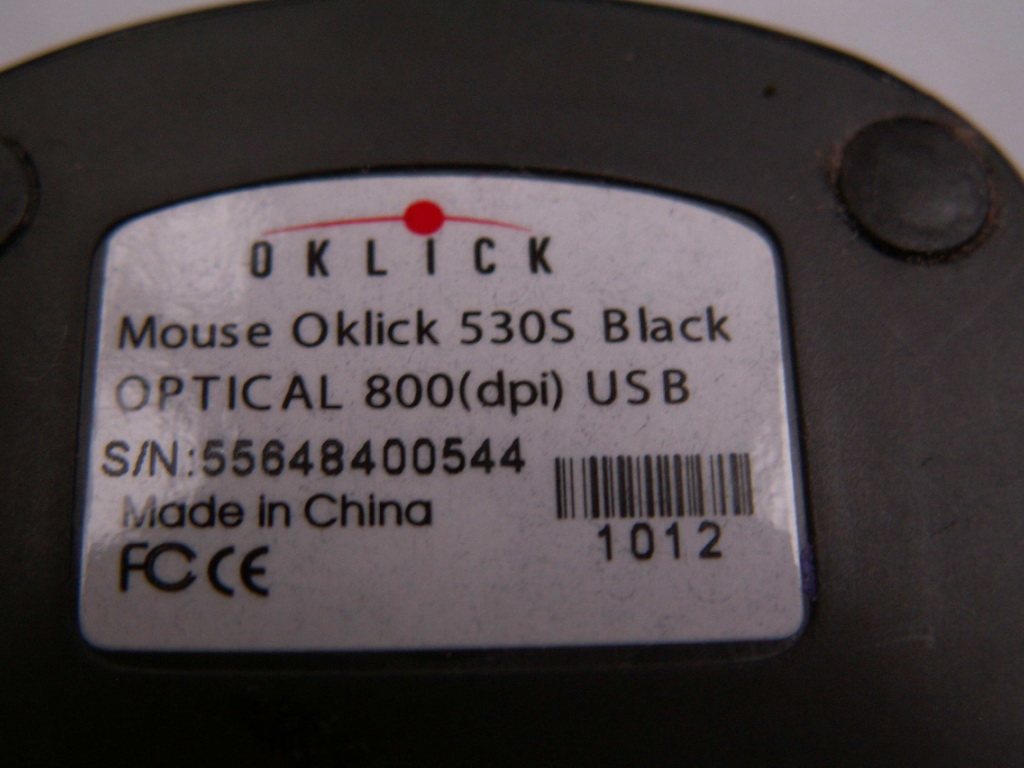 OKLICK
Mouse Oklick 530S Black
OPTICAL 800(dpi) USB
S/N:55648400544
Made in China
FC CE
1012